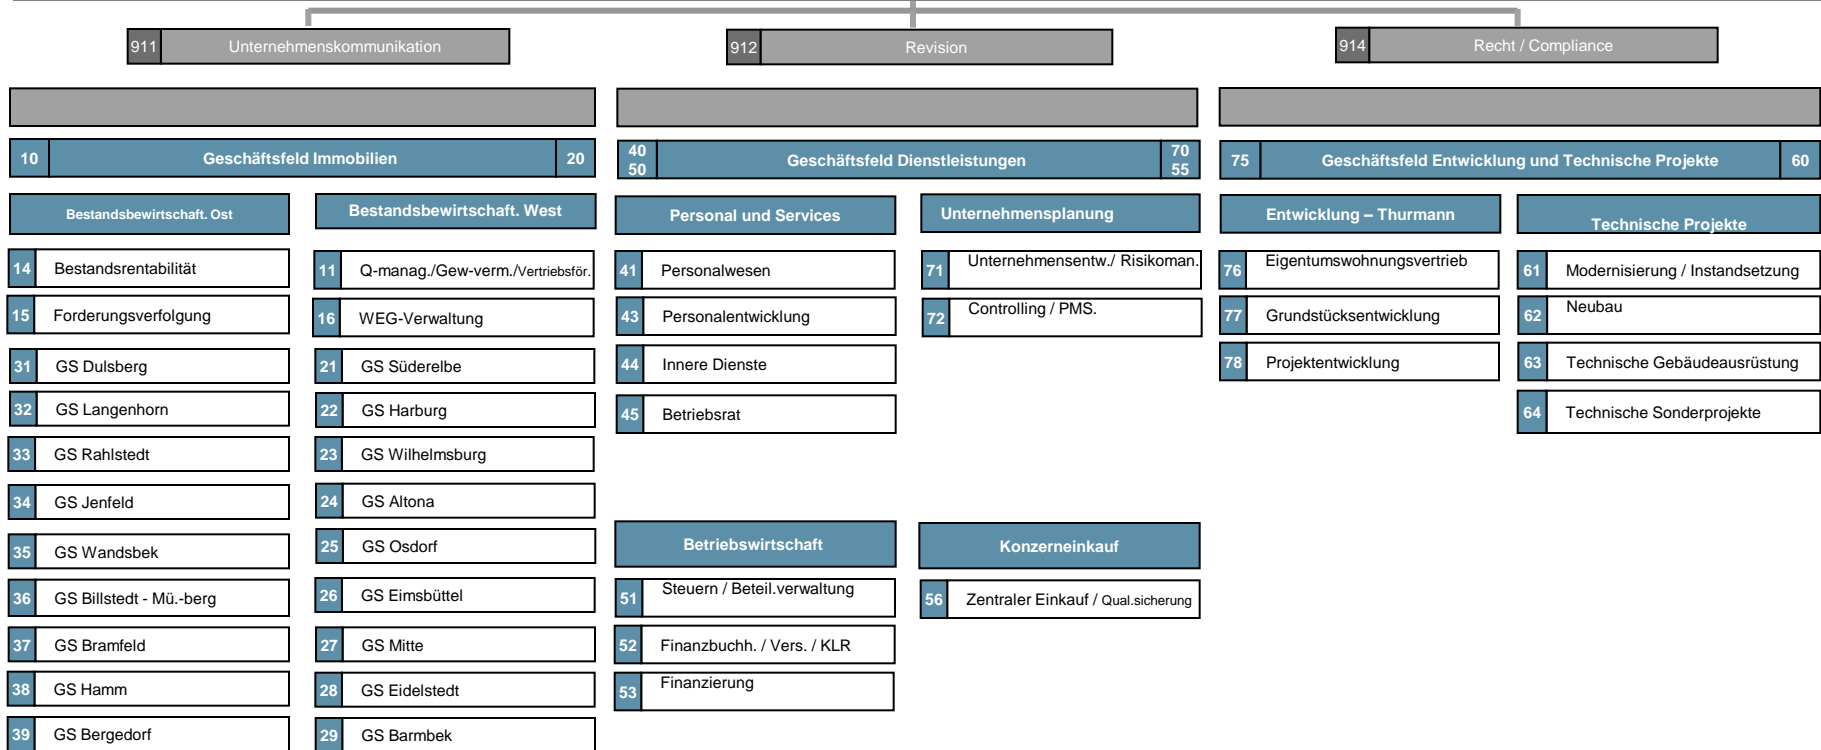 911 Unternehmenskommunikation
912 Revision
914 Recht / Compliance
10 Geschäftsfeld Immobilien 20
40
50
Geschäftsfeld Dienstleistungen
70
55
75 Geschäftsfeld Entwicklung und Technische Projekte 60
Bestandsbewirtschaft. Ost
14 Bestandsrentabilität
15 Forderungsverfolgung
31 GS Dulsberg
32 GS Langenhorn
33 GS Rahlstedt
34 GS Jenfeld
35 GS Wandsbek
36 GS Billstedt - Mü.-berg
37 GS Bramfeld
38 GS Hamm
39 GS Bergedorf
Bestandsbewirtschaft. West
11 Q-manag./Gew-verm./Vertriebsför.
16 WEG-Verwaltung
21 GS Süderelbe
22 GS Harburg
23 GS Wilhelmsburg
24 GS Altona
25 GS Osdorf
26 GS Eimsbüttel
27 GS Mitte
28 GS Eidelstedt
29 GS Barmbek
Personal und Services
41 Personalwesen
43 Personalentwicklung
44 Innere Dienste
45 Betriebsrat
Unternehmensplanung
71 Unternehmensentw./ Risikoman.
72 Controlling / PMS.
Betriebswirtschaft
51 Steuern / Beteil.verwaltung
52 Finanzbuchh. / Vers. / KLR
53 Finanzierung
Konzerneinkauf
56 Zentraler Einkauf / Qual.sicherung
Entwicklung – Thurmann
76 Eigentumswohnungsvertrieb
77 Grundstücksentwicklung
78 Projektentwicklung
Technische Projekte
61 Modernisierung / Instandsetzung
62 Neubau
63 Technische Gebäudeausrüstung
64 Technische Sonderprojekte